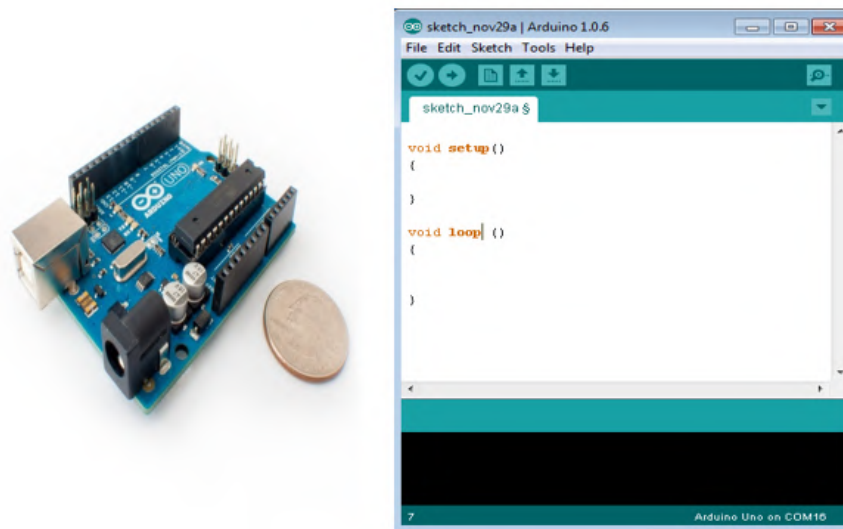 UNO
ARDUINO
sketch_nov29a | Arduino 1.0.6
File Edit Sketch Tools Help
sketch_nov29a §
void setup()
{
}
void loop ()
{
}
7
Arduino Uno on COM16